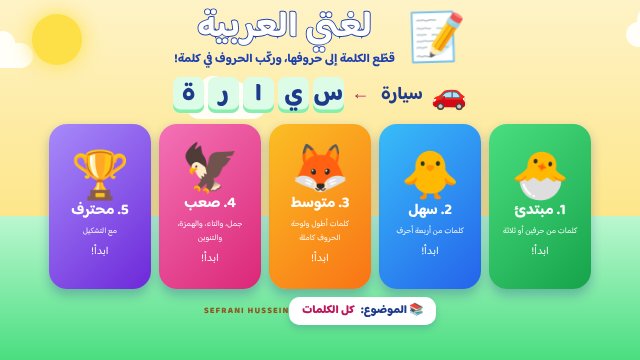 لغتي العربية
قطّع الكلمة إلى حروفها، وركّب الحروف في كلمة!
سيارة ← س ي ا ر ة
1. مبتدئ
كلمات من حرفين أو ثلاثة
ابدأ!
2. سهل
كلمات من أربعة أحرف
ابدأ!
3. متوسط
كلمات أطول ولوحة
الحروف كاملة
ابدأ!
4. صعب
جمل، والتاء، والهمزة،
والتنوين
ابدأ!
5. محترف
مع التشكيل
ابدأ!
الموضوع: كل الكلمات
SEFRANI HUSSEIN